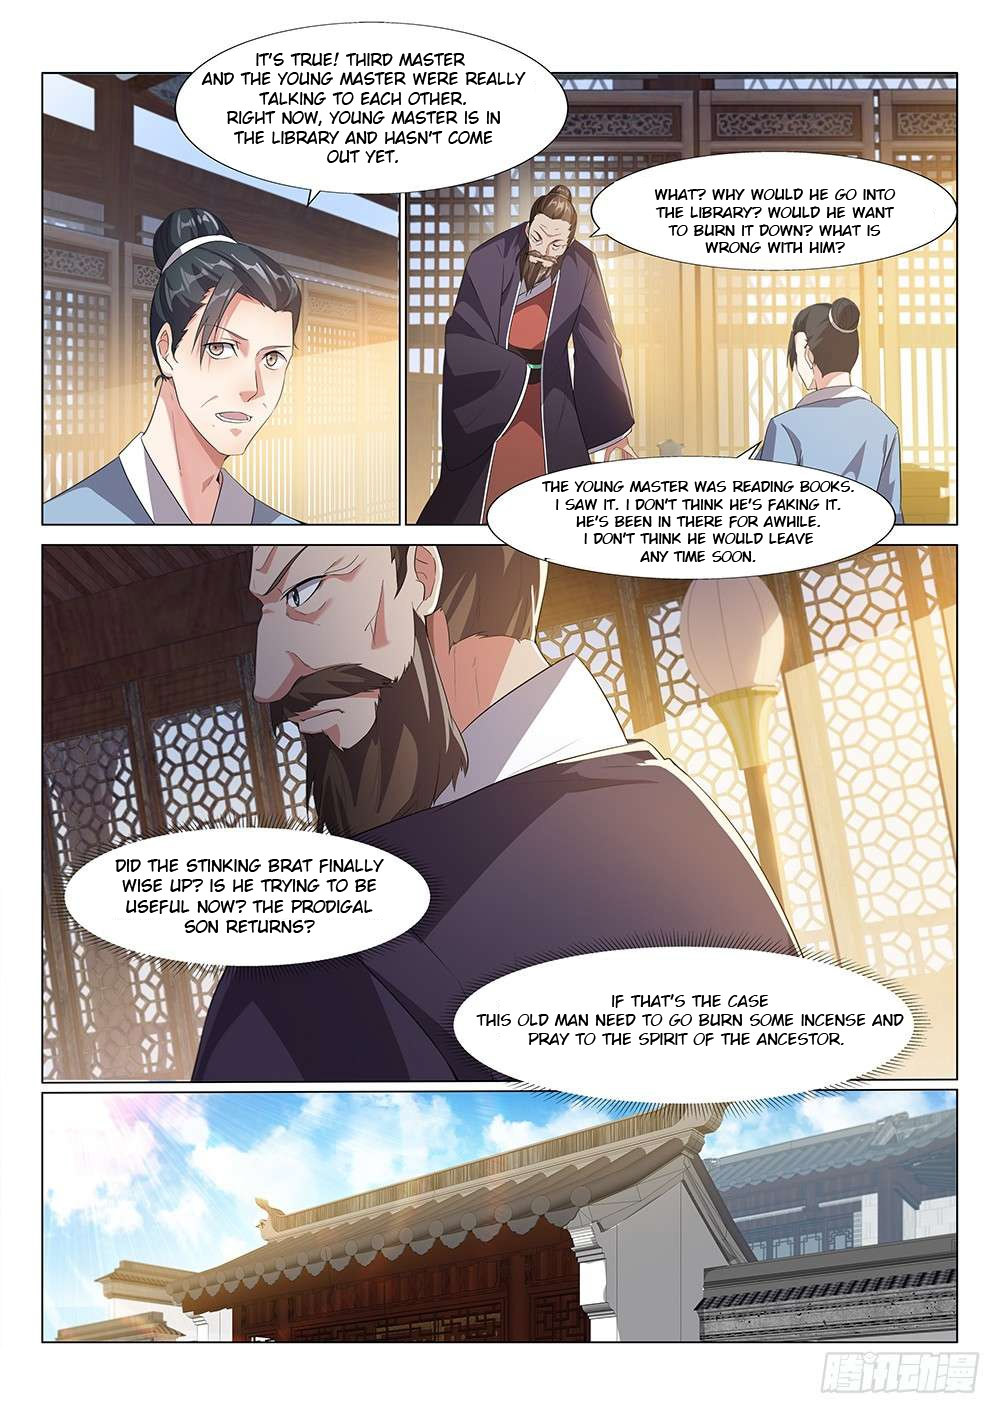 IT'S TRUE! THIRD MASTER
AND THE YOUNG MASTER WERE REALLY
TALKING TO EACH OTHER.
RIGHT NOW, YOUNG MASTER IS IN
THE LIBRARY AND HASN'T COME
OUT YET.
WHAT? WHY WOULD HE GO INTO
THE LIBRARY? WOULD HE WANT
TO BURN IT DOWN? WHAT IS
WRONG WITH HIM?
THE YOUNG MASTER WAS READING BOOKS.
I SAW IT. I DON'T THINK HE'S FAKING IT.
HE'S BEEN IN THERE FOR AWHILE.
I DON'T THINK HE WOULD LEAVE
ANY TIME SOON.
DID THE STINKING BRAT FINALLY
WISE UP? IS HE TRYING TO BE
USEFUL NOW? THE PRODIGAL
SON RETURNS?
IF THAT'S THE CASE
THIS OLD MAN NEED TO GO BURN SOME INCENSE AND
PRAY TO THE SPIRIT OF THE ANCESTOR.
腾讯动漫